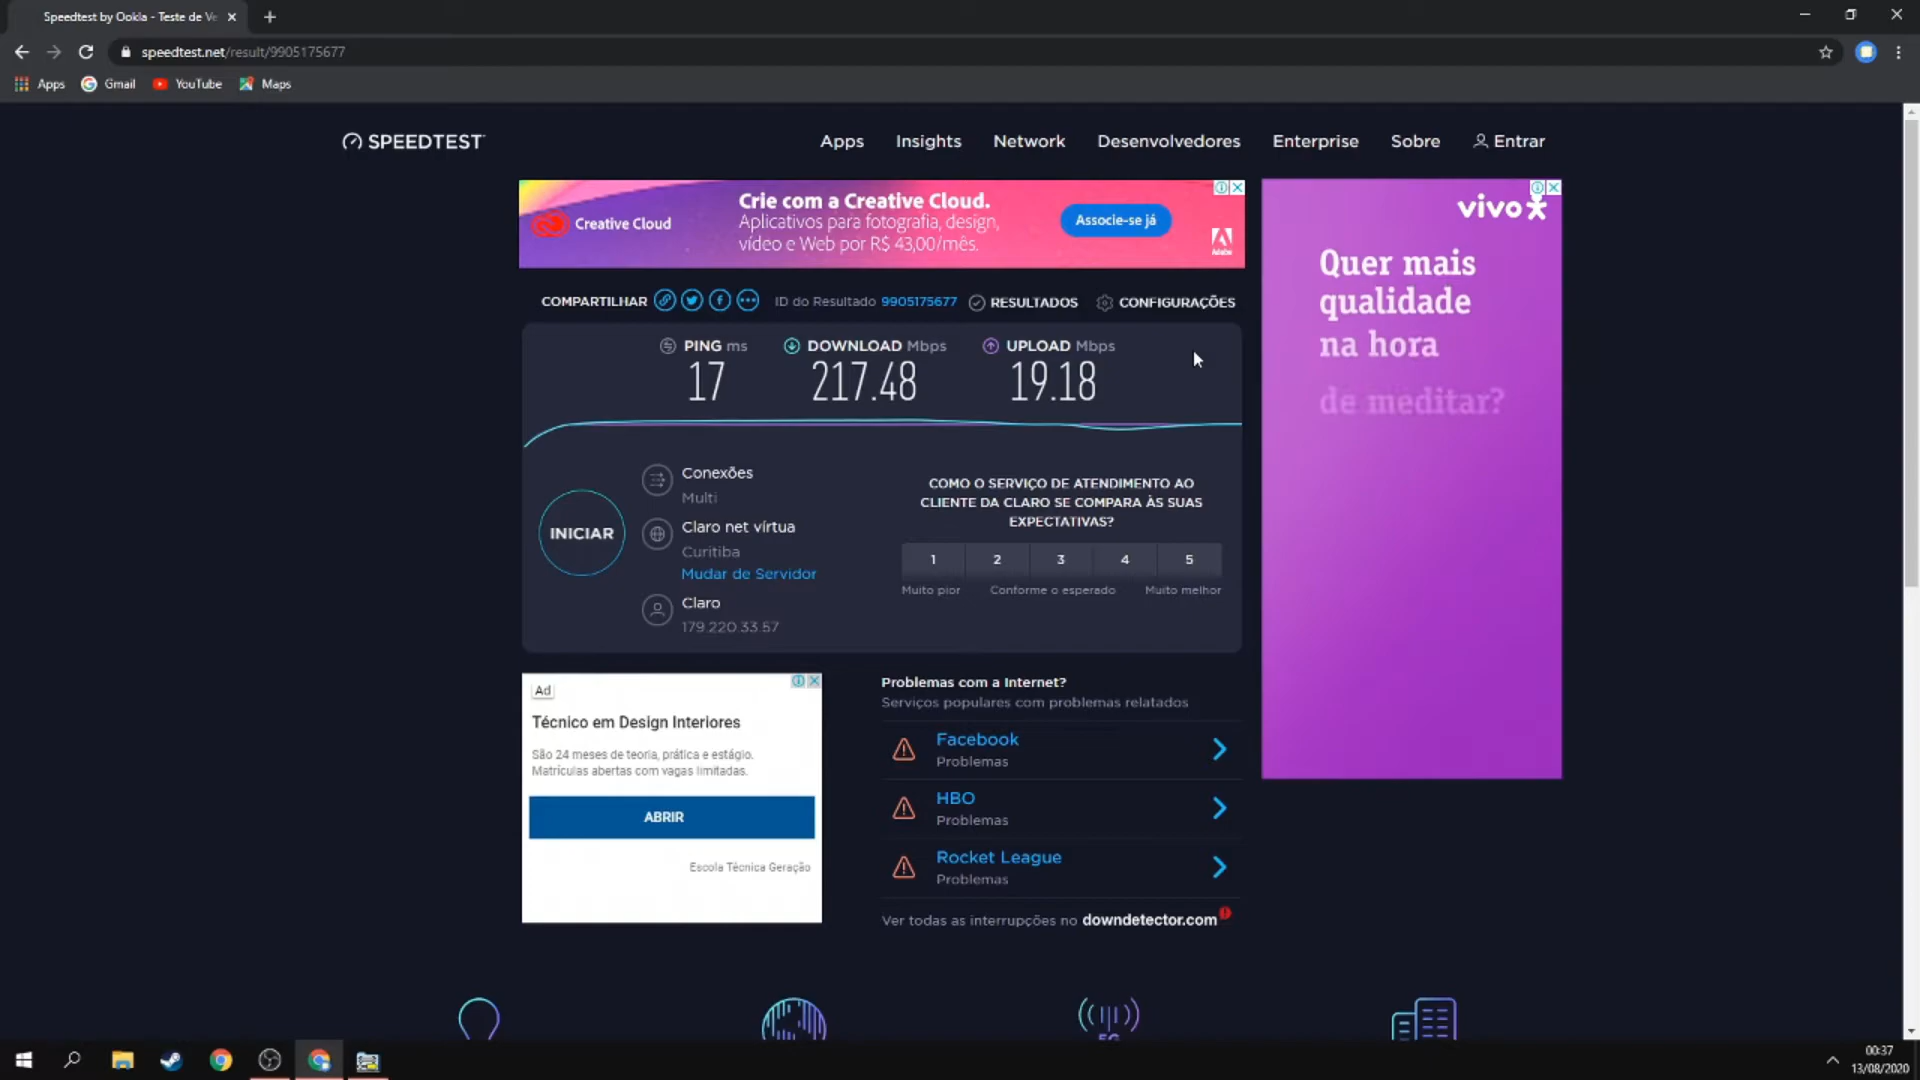 Speedtest by Ookla - Teste de Ve
speedtest.net/result/9905175677
Apps
Gmail
YouTube
Maps
SPEEDTEST
Apps
Insights
Network
Desenvolvedores
Enterprise
Sobre
Entrar
Creative Cloud
Crie com a Creative Cloud.
Aplicativos para fotografia, design,
vídeo e Web por R$ 43,00/mês.
Associe-se já
Adobe
vivo
Quer mais
qualidade
na hora
de meditar?
COMPARTILHAR
ID do Resultado 9905175677
RESULTADOS
CONFIGURAÇÕES
PING ms
17
DOWNLOAD Mbps
217.48
UPLOAD Mbps
19.18
INICIAR
Conexões
Multi
Claro net vírtua
Curitiba
Mudar de Servidor
Claro
179.220.33.57
COMO O SERVIÇO DE ATENDIMENTO AO
CLIENTE DA CLARO SE COMPARA ÀS SUAS
EXPECTATIVAS?
1 2 3 4 5
Muito pior
Conforme o esperado
Muito melhor
Ad
Técnico em Design Interiores
São 24 meses de teoria, prática e estágio.
Matrículas abertas com vagas limitadas.
ABRIR
Escola Técnica Geração
Problemas com a Internet?
Serviços populares com problemas relatados
Facebook
Problemas
HBO
Problemas
Rocket League
Problemas
Ver todas as interrupções no downdetector.com
5G
00:37
13/08/2020